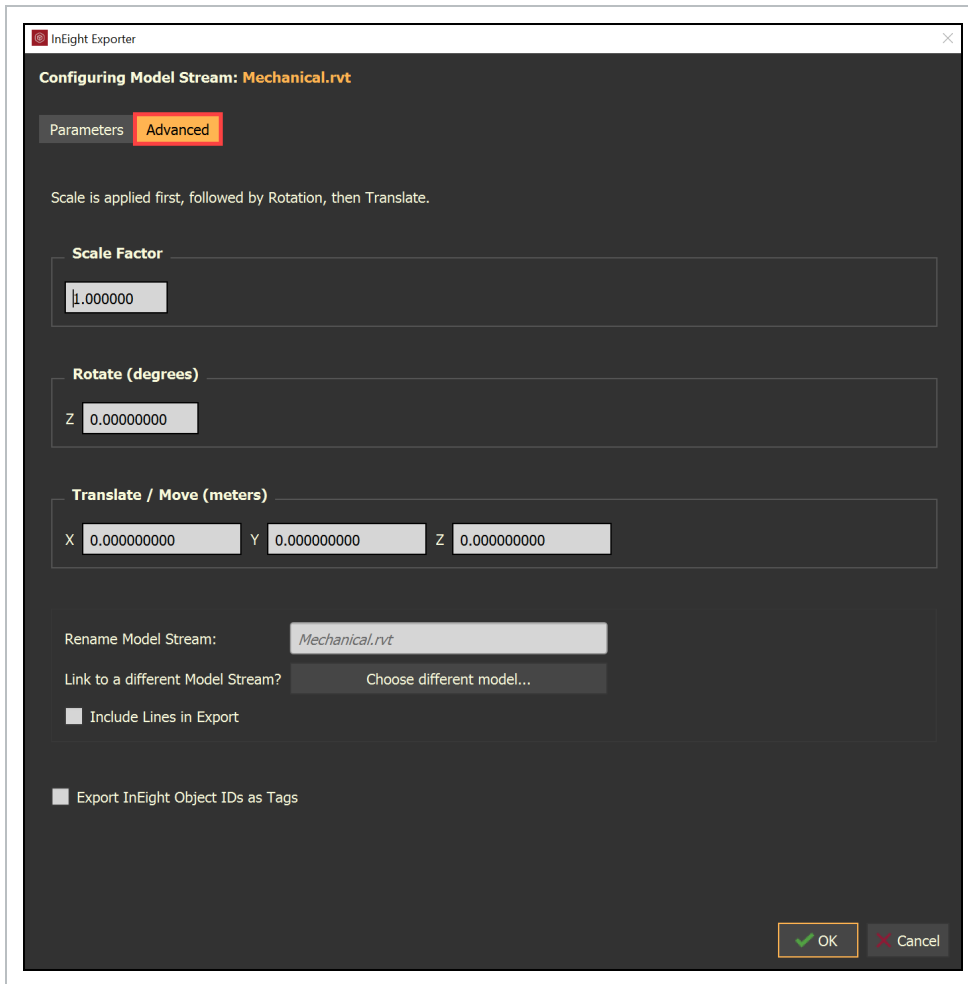 InEight Exporter
Configuring Model Stream: Mechanical.rvt
Parameters Advanced
Scale is applied first, followed by Rotation, then Translate.
Scale Factor
1.000000
Rotate (degrees)
Z 0.00000000
Translate / Move (meters)
X 0.000000000 Y 0.000000000 Z 0.000000000
Rename Model Stream: Mechanical.rvt
Link to a different Model Stream? Choose different model...
Include Lines in Export
Export InEight Object IDs as Tags
OK Cancel